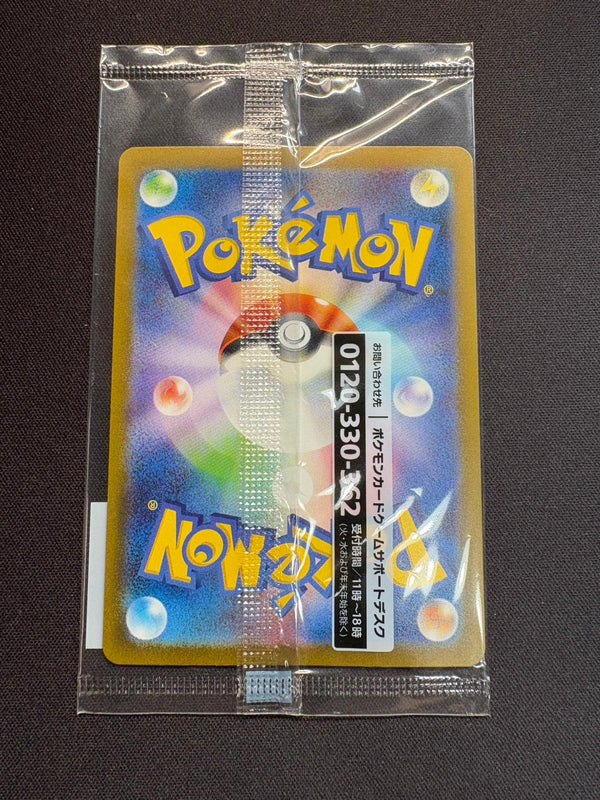 POKéMON
®
お問い合わせ先 | ポケモンカードゲームサポートデスク
0120-330-362 受付時間／11時～18時
(火・水および年末年始を除く)
POKéMON
®